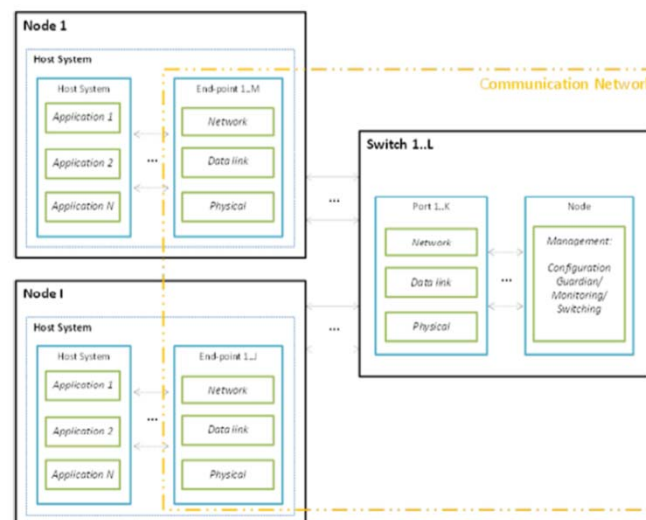 Node 1
Host System
Host System
Application 1
Application 2
Application N
...
End-point 1..M
Network
Data link
Physical
Communication Network
...
Switch 1..L
Port 1..K
Network
Data link
Physical
...
Node
Management:
Configuration
Guardian/
Monitoring/
Switching
Node I
Host System
Host System
Application 1
Application 2
Application N
...
End-point 1..J
Network
Data link
Physical
...